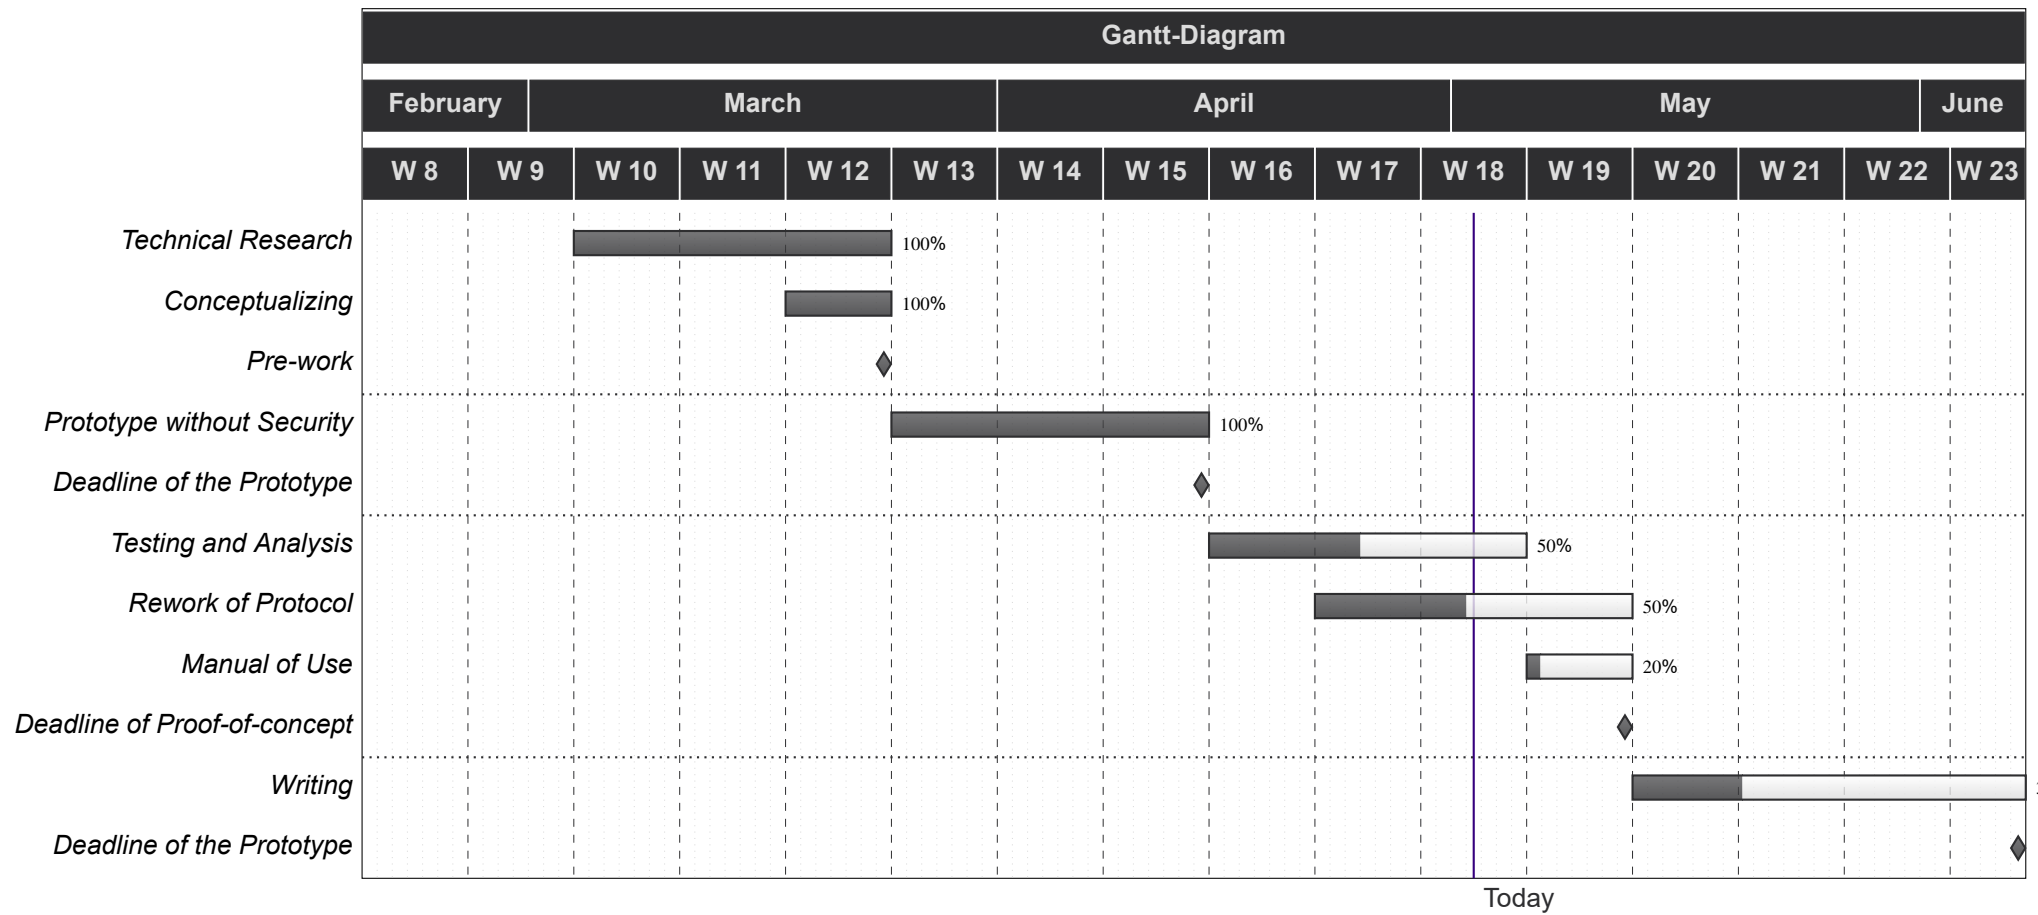 Gantt-Diagram
February March April May June
W 8 W 9 W 10 W 11 W 12 W 13 W 14 W 15 W 16 W 17 W 18 W 19 W 20 W 21 W 22 W 23
Technical Research 100%
Conceptualizing 100%
Pre-work
Prototype without Security 100%
Deadline of the Prototype
Testing and Analysis 50%
Rework of Protocol 50%
Manual of Use 20%
Deadline of Proof-of-concept
Writing
Deadline of the Prototype
Today